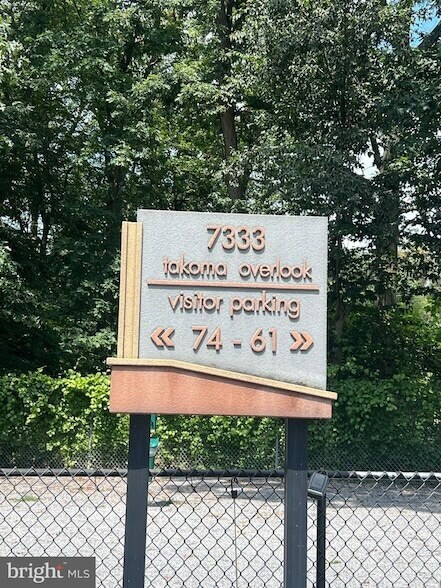 7333
takoma overlook
visitor parking
<< 74 - 61 >>
bright MLS